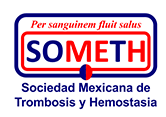 Per sanguinem fluit salus
SOMETH
Sociedad Mexicana de
Trombosis y Hemostasia